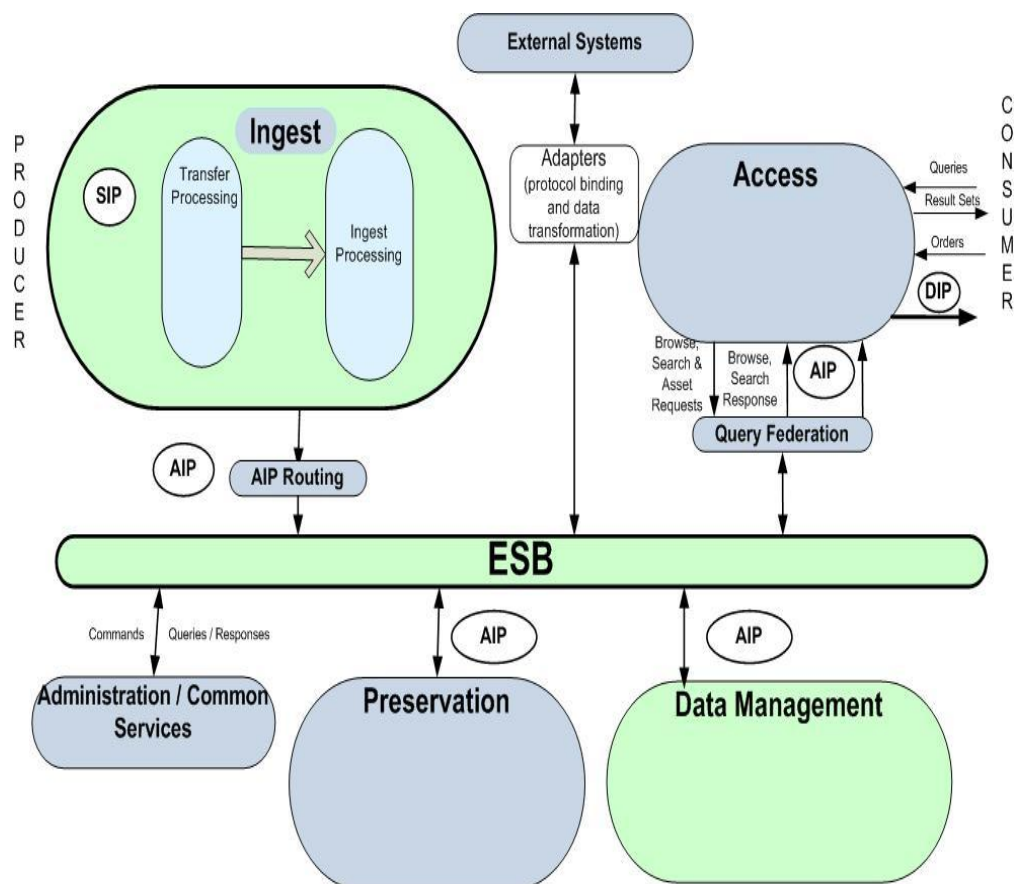 External Systems
PRODUCER
Ingest
SIP
Transfer
Processing
Ingest
Processing
Adapters
(protocol binding
and data
transformation)
Access
CONSUMER
Queries
Result Sets
Orders
DIP
Browse,
Search &
Asset
Requests
Browse,
Search
Response
AIP
Query Federation
AIP
AIP Routing
ESB
Commands
Queries / Responses
AIP
AIP
Administration / Common
Services
Preservation
Data Management